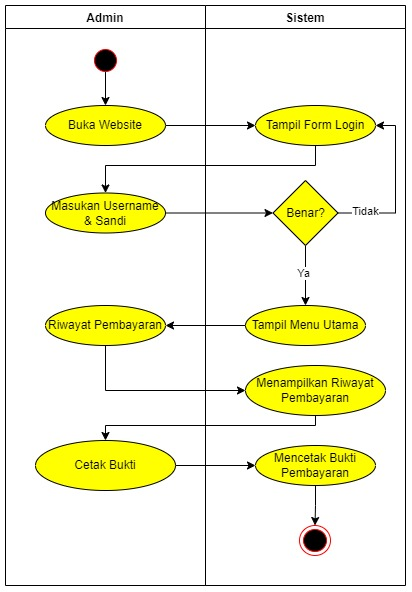 Admin
Sistem
Buka Website
Tampil Form Login
Masukan Username
& Sandi
Benar?
Tidak
Ya
Riwayat Pembayaran
Tampil Menu Utama
Menampilkan Riwayat
Pembayaran
Cetak Bukti
Mencetak Bukti
Pembayaran